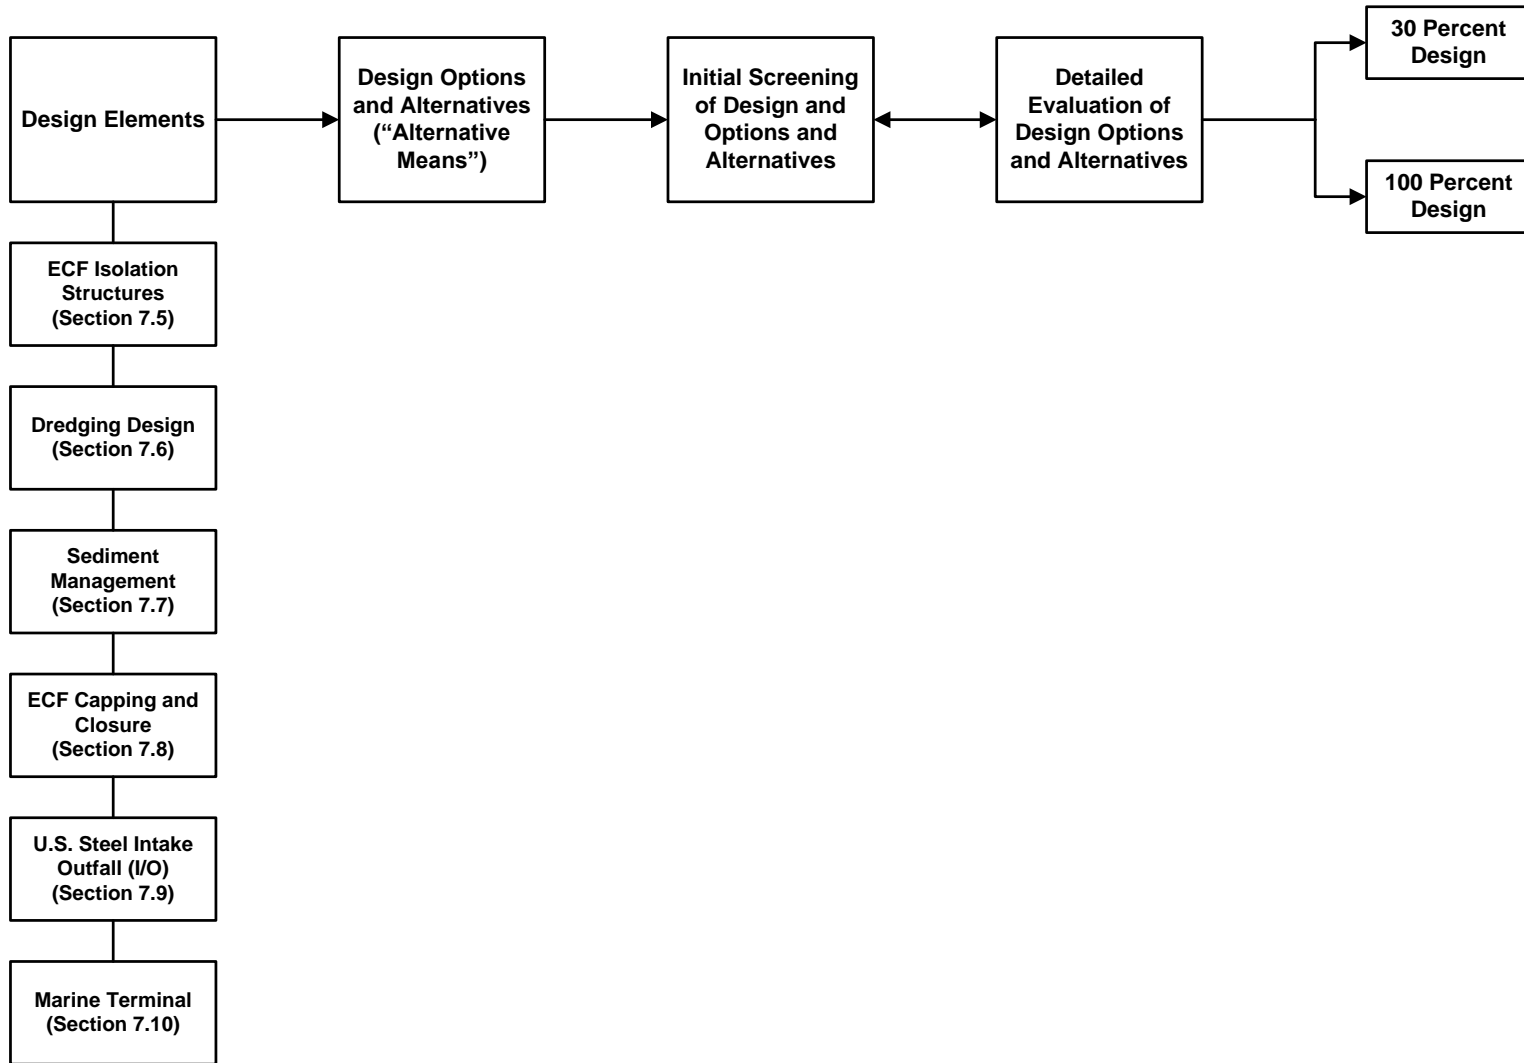 Design Elements
Design Options
and Alternatives
(“Alternative
Means”)
Initial Screening
of Design and
Options and
Alternatives
Detailed
Evaluation of
Design Options
and Alternatives
30 Percent
Design
100 Percent
Design
ECF Isolation
Structures
(Section 7.5)
Dredging Design
(Section 7.6)
Sediment
Management
(Section 7.7)
ECF Capping and
Closure
(Section 7.8)
U.S. Steel Intake
Outfall (I/O)
(Section 7.9)
Marine Terminal
(Section 7.10)